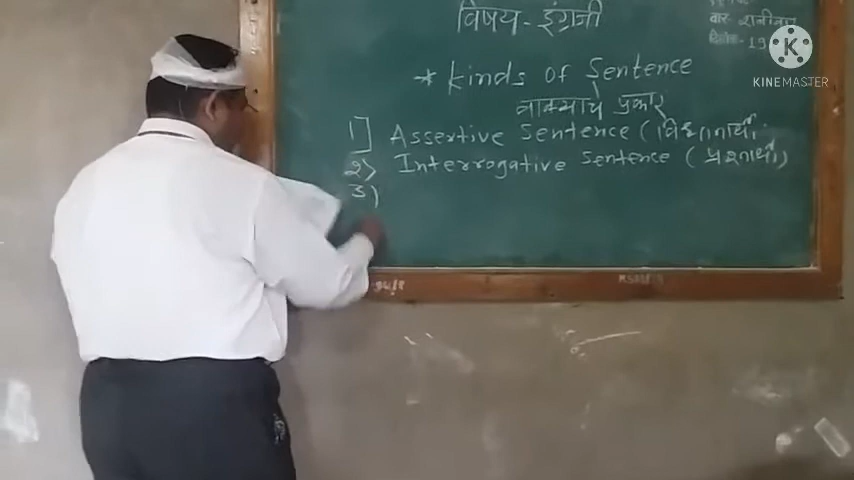 विषय - इंग्रजी
वार - शनिवार
दिनांक - 19
KINEMASTER
* Kinds of Sentence
वाक्याचे प्रकार
1] Assertive Sentence (विधानार्थी
2) Interrogative Sentence (प्रश्नार्थी)
3)